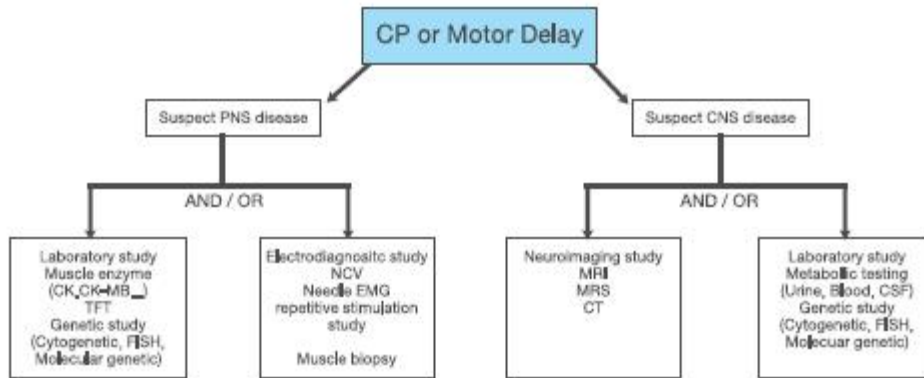 CP or Motor Delay
Suspect PNS disease
Suspect CNS disease
AND / OR
AND / OR
Laboratory study
Muscle enzyme
(CK,CK-MB...)
TFT
Genetic study
(Cytogenetic, FISH,
Molecular genetic)
Electrodiagnositc study
NCV
Needle EMG
repetitive stimulation
study
Muscle biopsy
Neuroimaging study
MRI
MRS
CT
Laboratory study
Metabolic testing
(Urine, Blood, CSF)
Genetic study
(Cytogenetic, FISH,
Molecuar genetic)